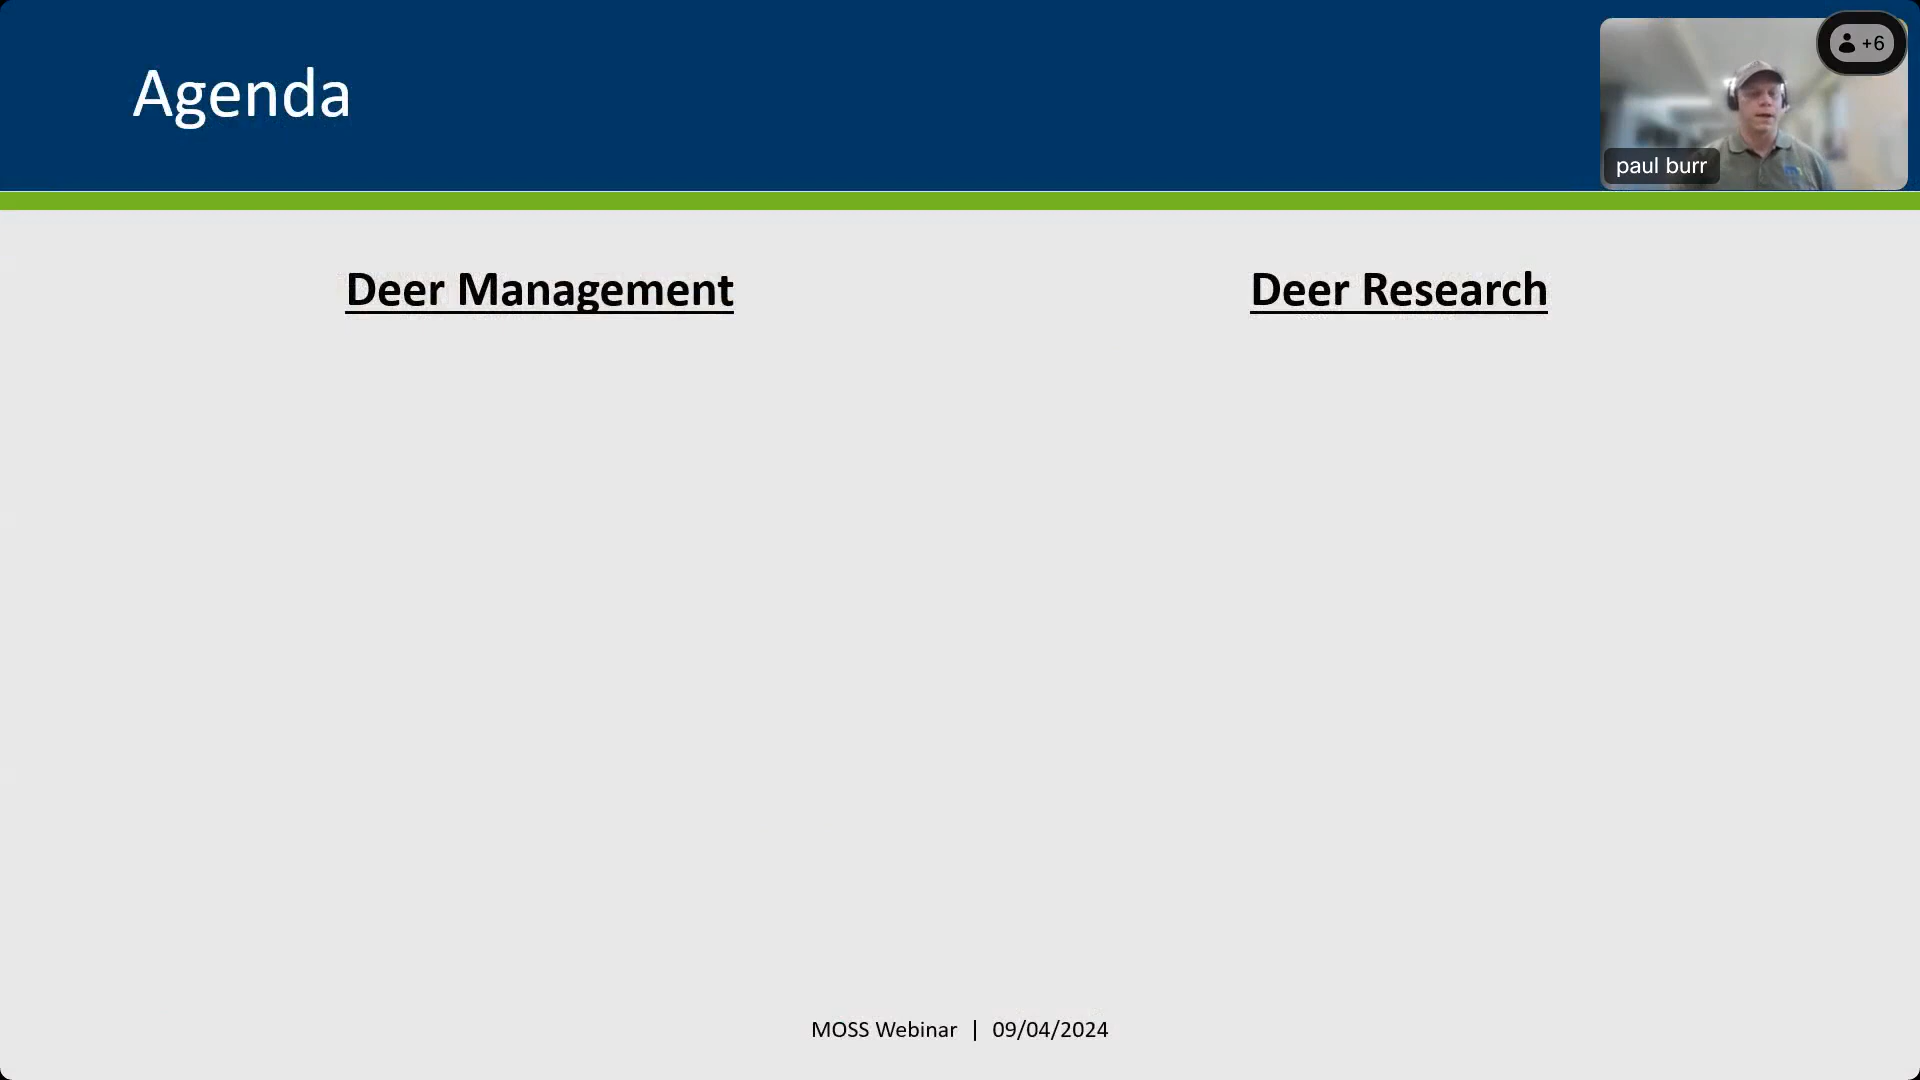 Agenda
+6
paul burr
Deer Management
Deer Research
MOSS Webinar | 09/04/2024